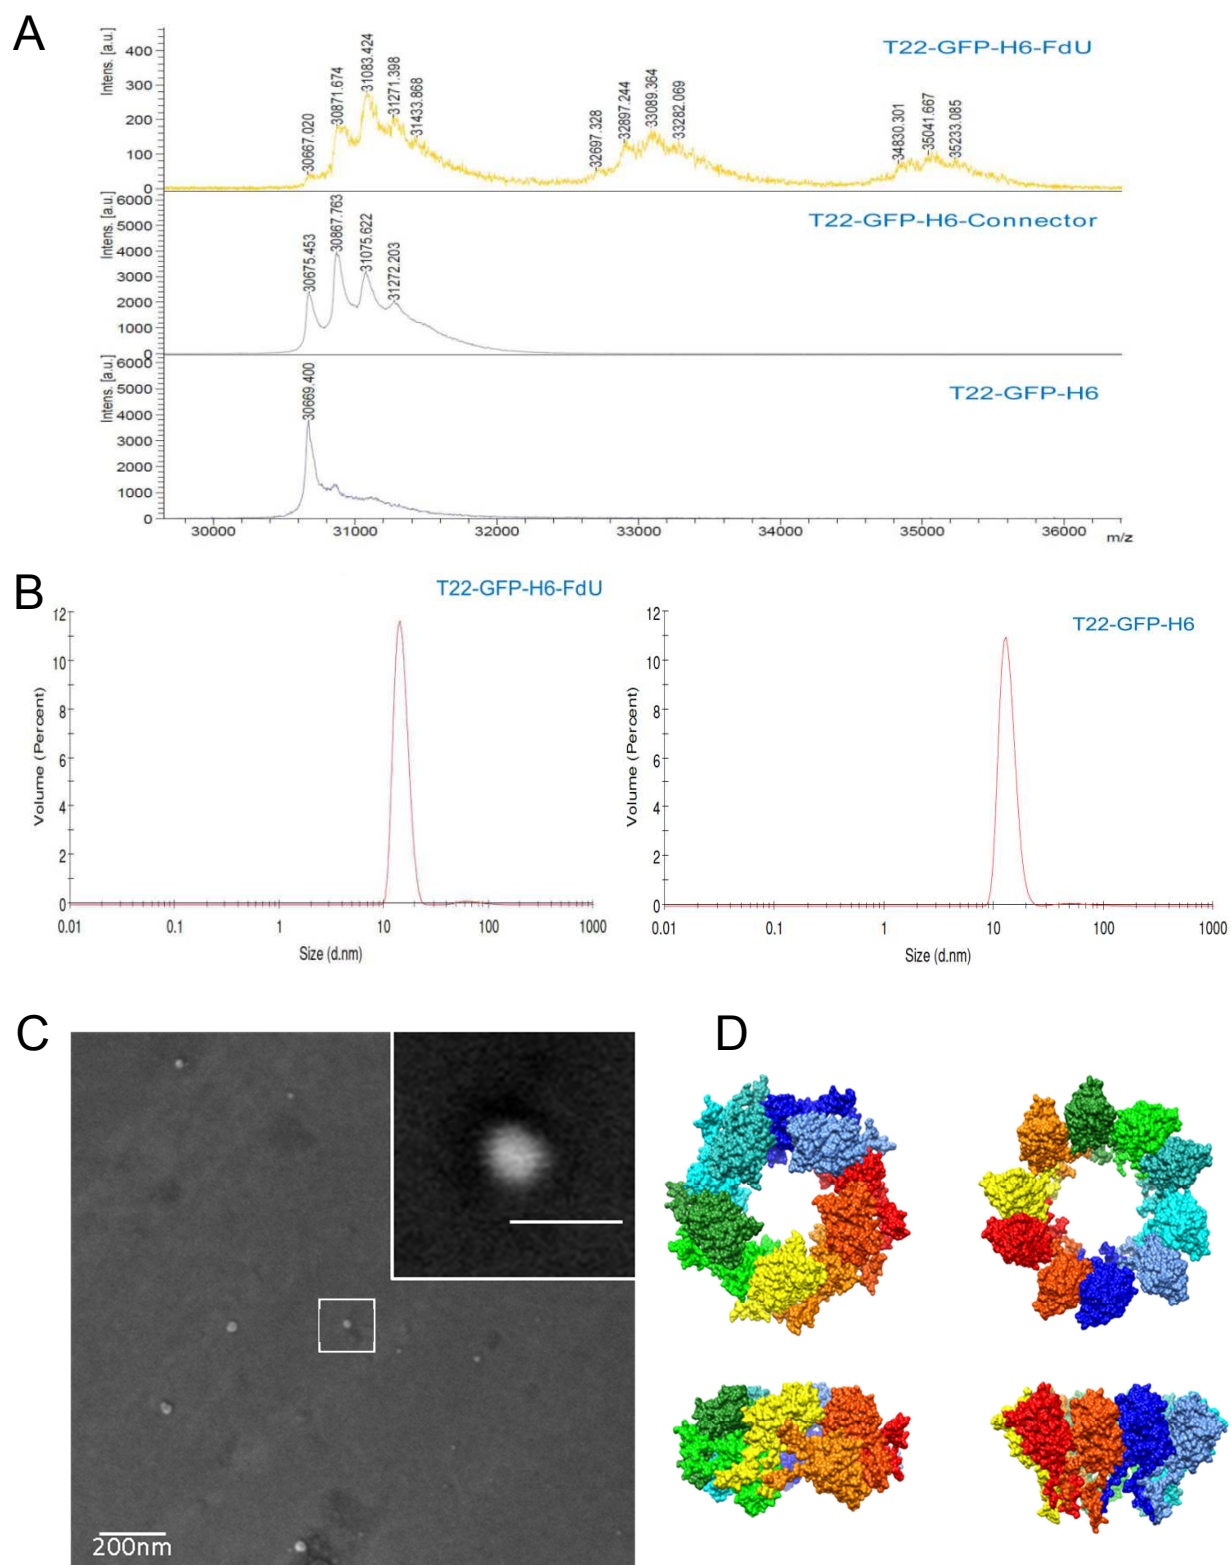 A
T22-GFP-H6-FdU
Intens. [a.u.]
400
300
200
100
0
30667.020
30871.674
31083.424
31271.398
31433.868
32697.328
32897.244
33089.364
33282.069
34830.301
35041.667
35233.085
T22-GFP-H6-Connector
Intens. [a.u.]
6000
5000
4000
3000
2000
1000
0
30675.453
30867.763
31075.622
31272.203
T22-GFP-H6
Intens. [a.u.]
6000
5000
4000
3000
2000
1000
0
30669.400
30000 31000 32000 33000 34000 35000 36000
m/z
B
T22-GFP-H6-FdU
Volume (Percent)
12
10
8
6
4
2
0
0.01 0.1 1 10 100 1000
Size (d.nm)
T22-GFP-H6
Volume (Percent)
12
10
8
6
4
2
0
0.01 0.1 1 10 100 1000
Size (d.nm)
C
200nm
D